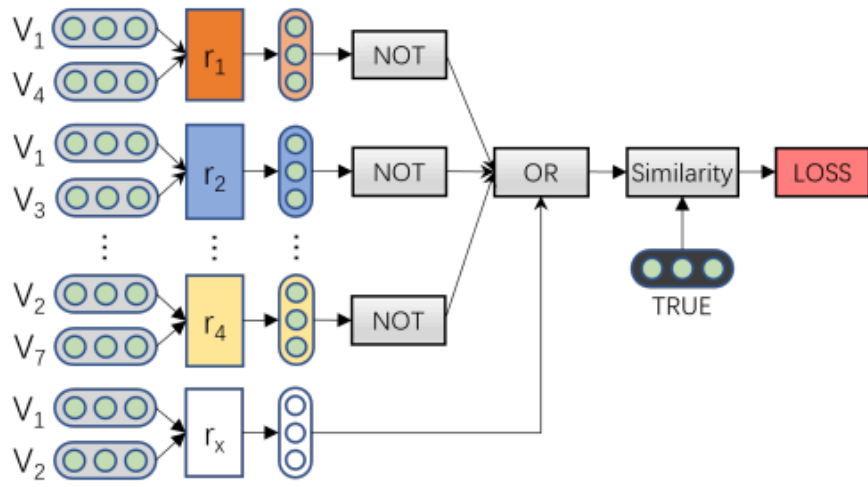 V1
r1
NOT
V4
V1
r2
NOT
OR
Similarity
LOSS
V3
...
...
...
TRUE
V2
r4
NOT
V7
V1
rx
V2